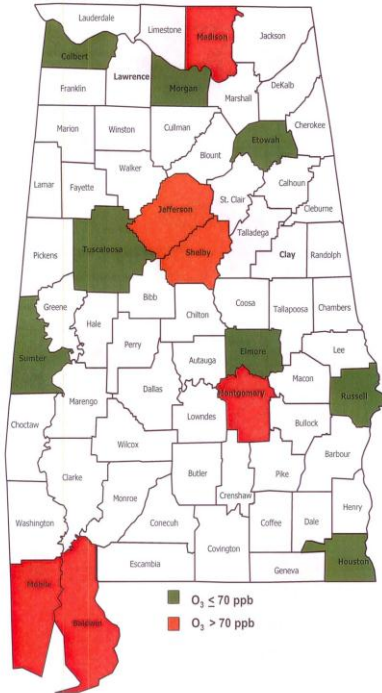 Lauderdale
Limestone
Madison
Jackson
Colbert
Lawrence
Morgan
Franklin
Marshall
DeKalb
Cherokee
Marion
Winston
Cullman
Etowah
Blount
Walker
Lamar
Fayette
Calhoun
St. Clair
Cleburne
Jefferson
Talladega
Tuscaloosa
Pickens
Shelby
Clay
Randolph
Bibb
Greene
Hale
Chilton
Coosa
Tallapoosa
Chambers
Perry
Sumter
Autauga
Elmore
Lee
Macon
Dallas
Marengo
Montgomery
Russell
Lowndes
Choctaw
Bullock
Wilcox
Barbour
Clarke
Butler
Pike
Monroe
Crenshaw
Henry
Washington
Conecuh
Coffee
Dale
Covington
Houston
Escambia
Geneva
Mobile
Baldwin
O₃ ≤ 70 ppb
O₃ > 70 ppb